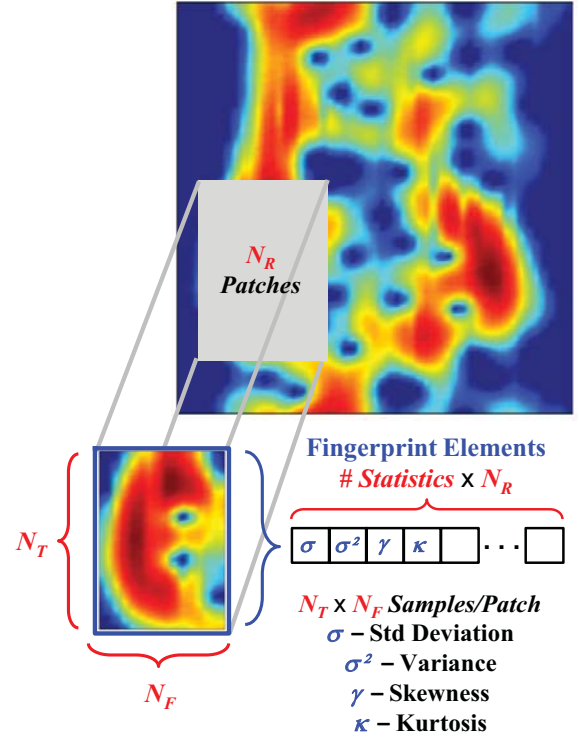 N_R
Patches
Fingerprint Elements
# Statistics x N_R
N_T
σ σ² γ κ ...
N_T x N_F Samples/Patch
σ – Std Deviation
σ² – Variance
N_F
γ – Skewness
κ – Kurtosis